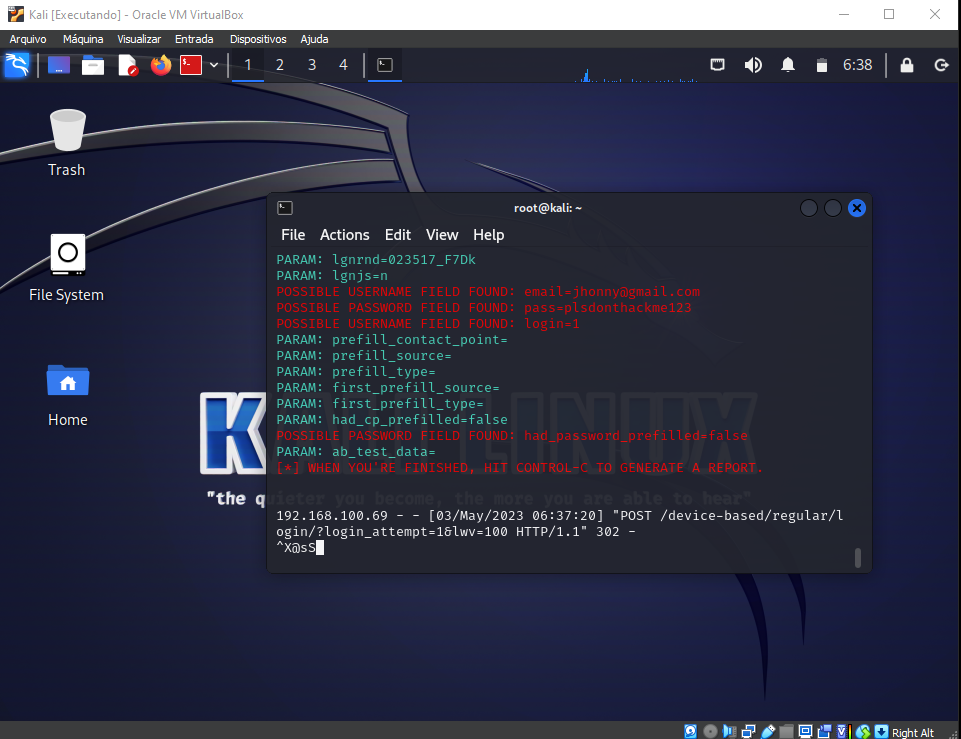 Kali [Executando] - Oracle VM VirtualBox
Arquivo Máquina Visualizar Entrada Dispositivos Ajuda
1 2 3 4 6:38
Trash
File System
Home
root@kali: ~
File Actions Edit View Help
PARAM: lgnrnd=023517_F7Dk
PARAM: lgnjs=n
POSSIBLE USERNAME FIELD FOUND: email=jhonny@gmail.com
POSSIBLE PASSWORD FIELD FOUND: pass=plsdonthackme123
POSSIBLE USERNAME FIELD FOUND: login=1
PARAM: prefill_contact_point=
PARAM: prefill_source=
PARAM: prefill_type=
PARAM: first_prefill_source=
PARAM: first_prefill_type=
PARAM: had_cp_prefilled=false
POSSIBLE PASSWORD FIELD FOUND: had_password_prefilled=false
PARAM: ab_test_data=
[*] WHEN YOU'RE FINISHED, HIT CONTROL-C TO GENERATE A REPORT.
192.168.100.69 - - [03/May/2023 06:37:20] "POST /device-based/regular/l
ogin/?login_attempt=1&lwv=100 HTTP/1.1" 302 -
^X@sS
KALI LINUX
"the quieter you become, the more you are able to hear"
Right Alt